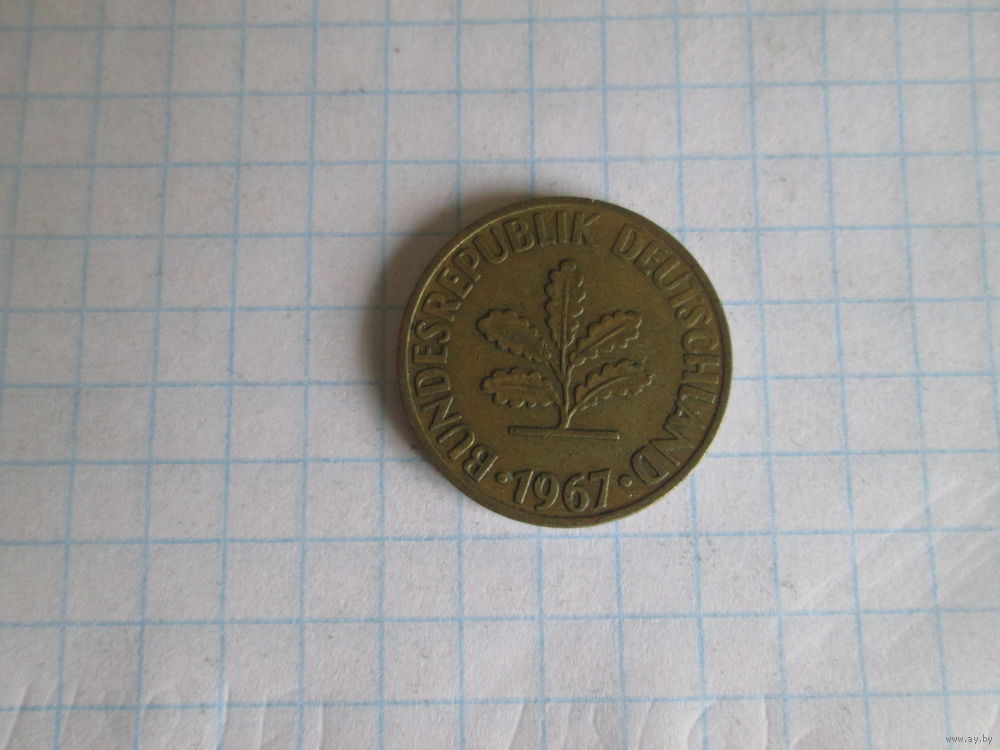 BUNDESREPUBLIK DEUTSCHLAND
· 1967 ·
www.ay.by